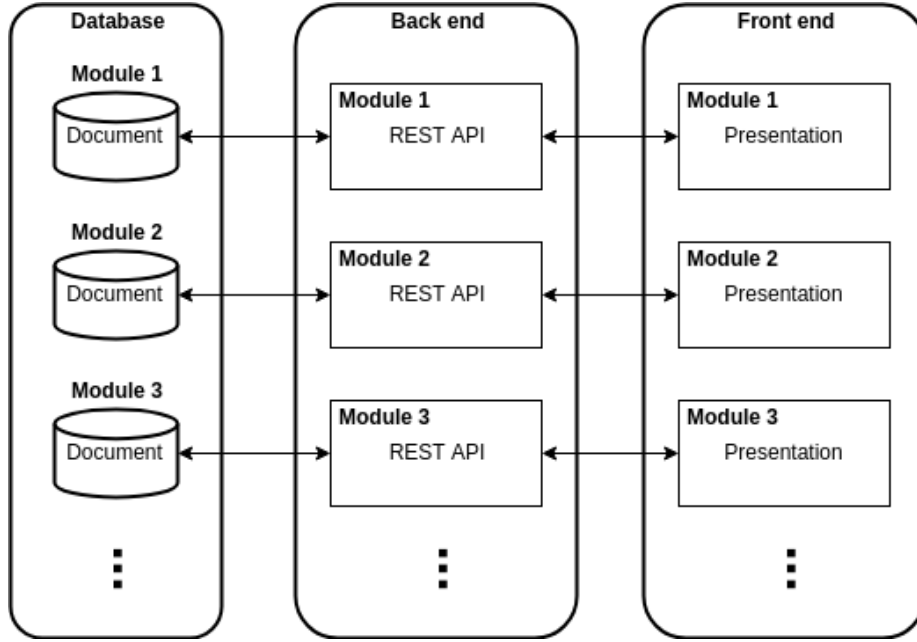 Database
Back end
Front end
Module 1
Document
Module 1
REST API
Module 1
Presentation
Module 2
Document
Module 2
REST API
Module 2
Presentation
Module 3
Document
Module 3
REST API
Module 3
Presentation